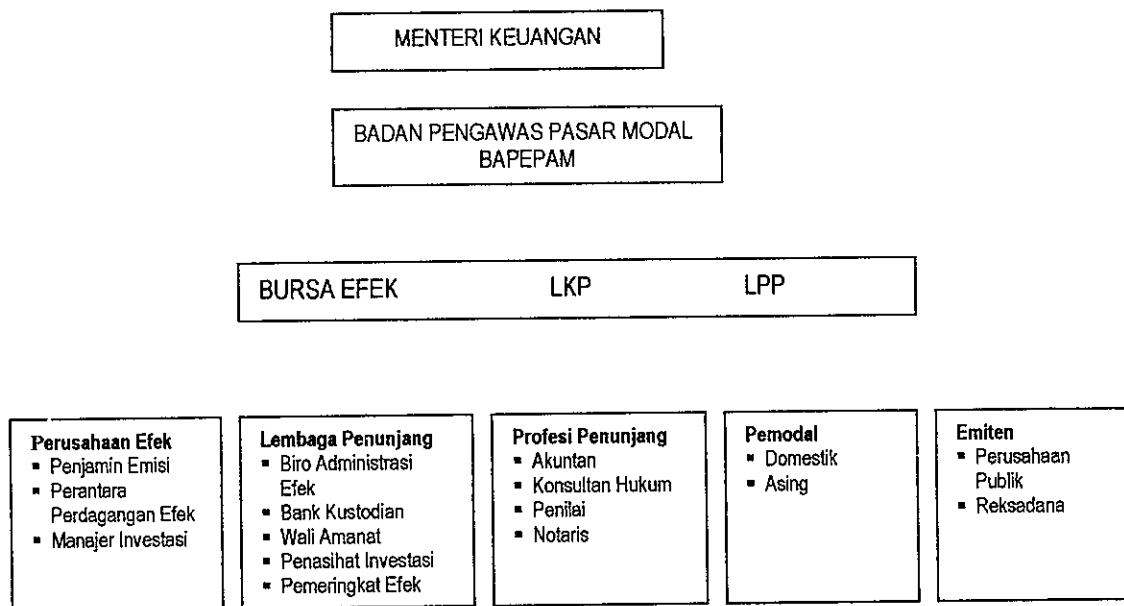 MENTERI KEUANGAN
BADAN PENGAWAS PASAR MODAL
BAPEPAM
BURSA EFEK LKP LPP
Perusahaan Efek
▪ Penjamin Emisi
▪ Perantara
Perdagangan Efek
▪ Manajer Investasi
Lembaga Penunjang
▪ Biro Administrasi
Efek
▪ Bank Kustodian
▪ Wali Amanat
▪ Penasihat Investasi
▪ Pemeringkat Efek
Profesi Penunjang
▪ Akuntan
▪ Konsultan Hukum
▪ Penilai
▪ Notaris
Pemodal
▪ Domestik
▪ Asing
Emiten
▪ Perusahaan
Publik
▪ Reksadana